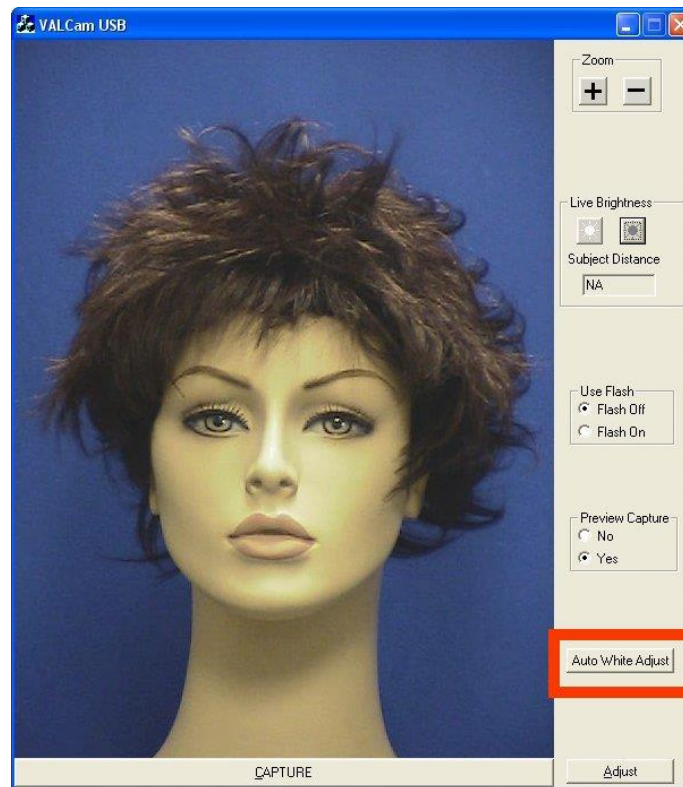 VALCam USB
Zoom
Live Brightness
Subject Distance
NA
Use Flash
Flash Off
Flash On
Preview Capture
No
Yes
Auto White Adjust
CAPTURE
Adjust